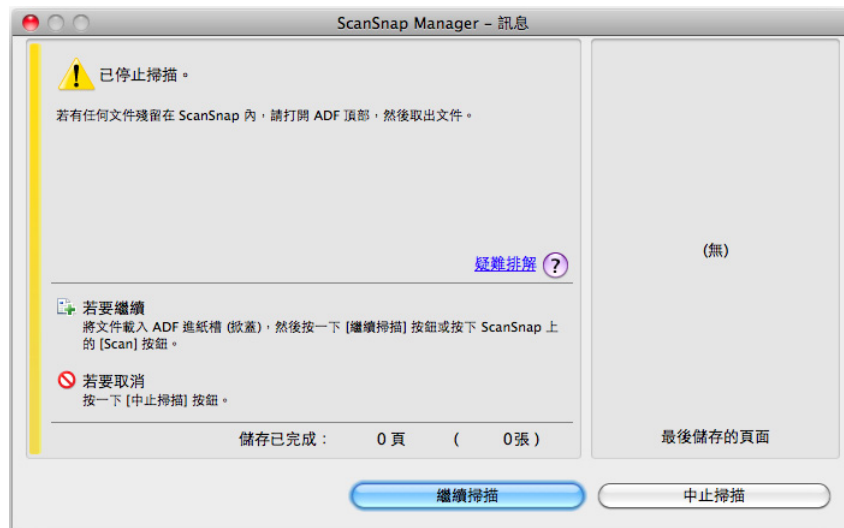 ScanSnap Manager – 訊息
已停止掃描。
若有任何文件殘留在 ScanSnap 內,請打開 ADF 頂部,然後取出文件。
疑難排解 ?
(無)
若要繼續
將文件載入 ADF 進紙槽 (掀蓋),然後按一下 [繼續掃描] 按鈕或按下 ScanSnap 上
的 [Scan] 按鈕。
若要取消
按一下 [中止掃描] 按鈕。
儲存已完成: 0 頁 ( 0張 )
最後儲存的頁面
繼續掃描
中止掃描